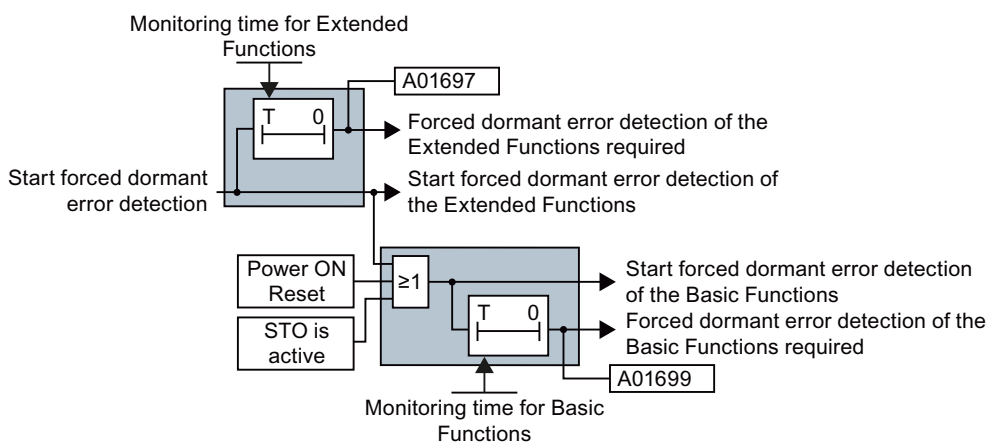 Monitoring time for Extended
Functions
A01697
T 0
Forced dormant error detection of the
Extended Functions required
Start forced dormant
error detection
Start forced dormant error detection of
the Extended Functions
Power ON
Reset
≥1
Start forced dormant error detection
of the Basic Functions
T 0
STO is
active
Forced dormant error detection of the
Basic Functions required
A01699
Monitoring time for Basic
Functions